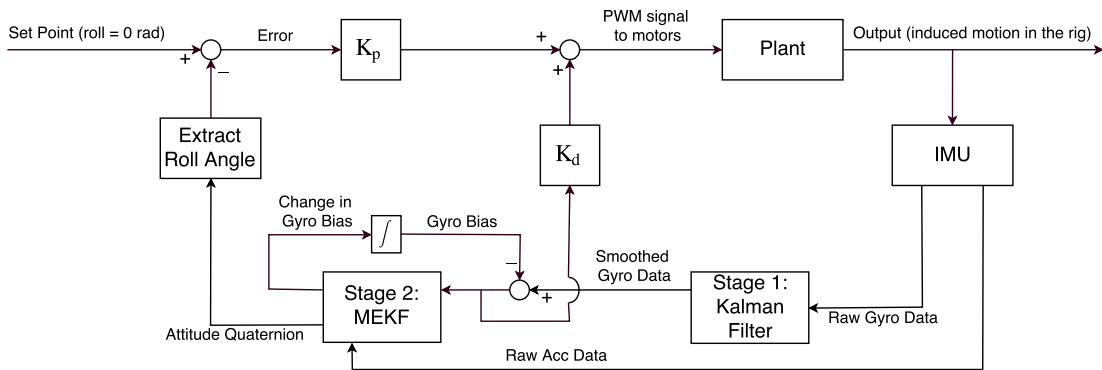 Set Point (roll = 0 rad)
+
−
Error
Kp
+
+
PWM signal
to motors
Plant
Output (induced motion in the rig)
Extract
Roll Angle
Kd
IMU
Change in
Gyro Bias
∫
Gyro Bias
−
+
Smoothed
Gyro Data
Stage 1:
Kalman
Filter
Raw Gyro Data
Stage 2:
MEKF
Attitude Quaternion
Raw Acc Data